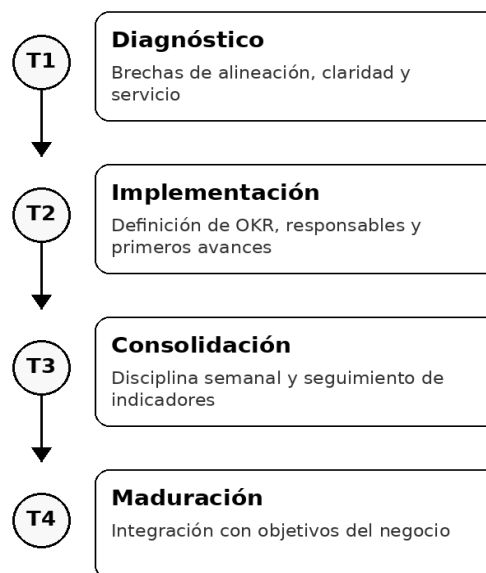 T1
Diagnóstico
Brechas de alineación, claridad y
servicio
T2
Implementación
Definición de OKR, responsables y
primeros avances
T3
Consolidación
Disciplina semanal y seguimiento de
indicadores
T4
Maduración
Integración con objetivos del negocio